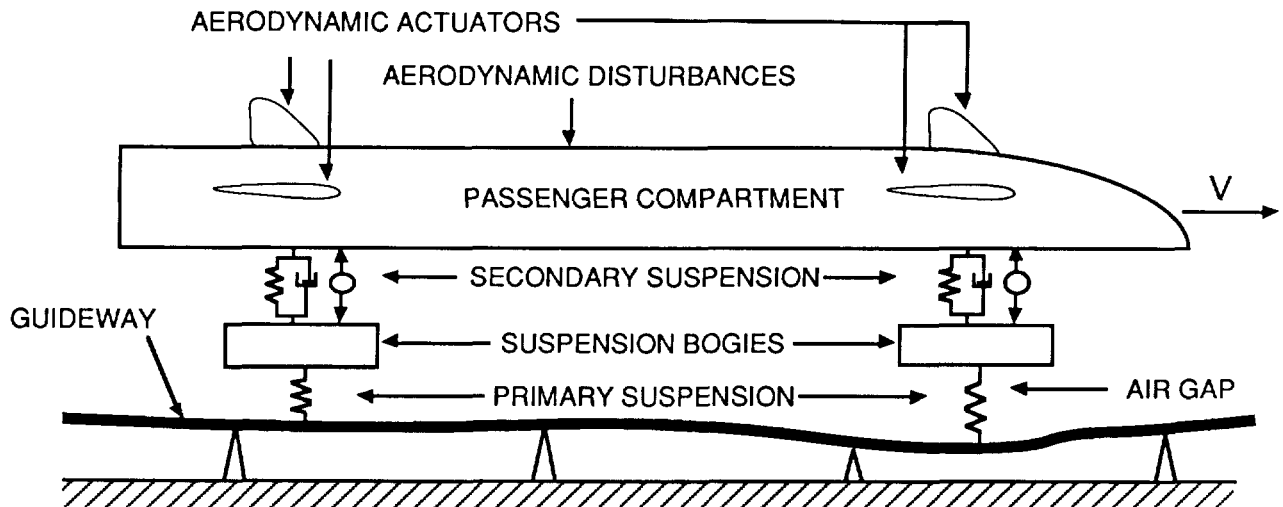 AERODYNAMIC ACTUATORS
AERODYNAMIC DISTURBANCES
PASSENGER COMPARTMENT
V
SECONDARY SUSPENSION
GUIDEWAY
SUSPENSION BOGIES
PRIMARY SUSPENSION
AIR GAP